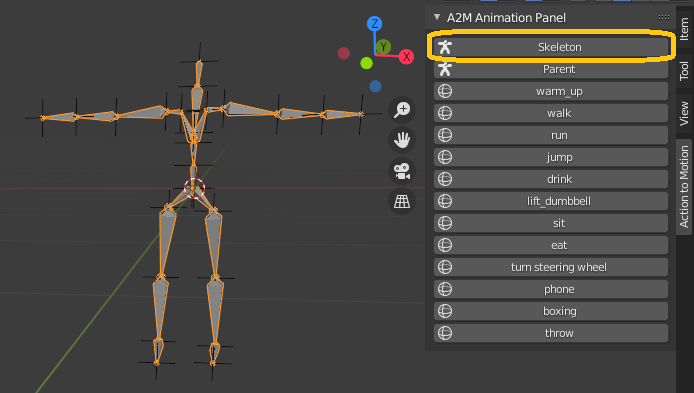 A2M Animation Panel
Skeleton
Parent
warm_up
walk
run
jump
drink
lift_dumbbell
sit
eat
turn steering wheel
phone
boxing
throw
Item
Tool
View
Action to Motion
Z
Y
X